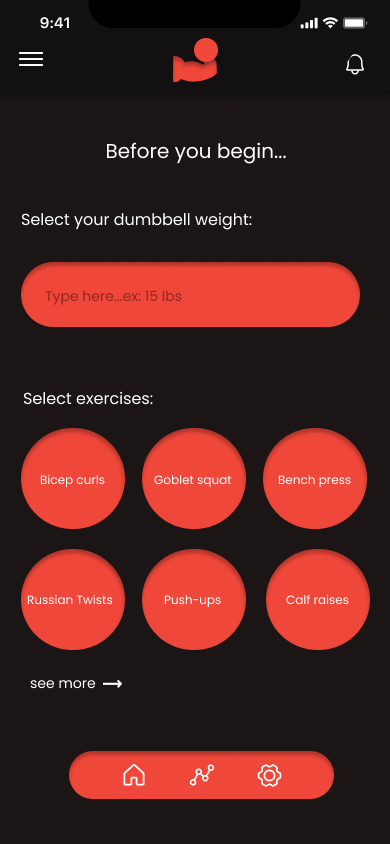 9:41
Before you begin...
Select your dumbbell weight:
Type here...ex: 15 lbs
Select exercises:
Bicep curls
Goblet squat
Bench press
Russian Twists
Push-ups
Calf raises
see more